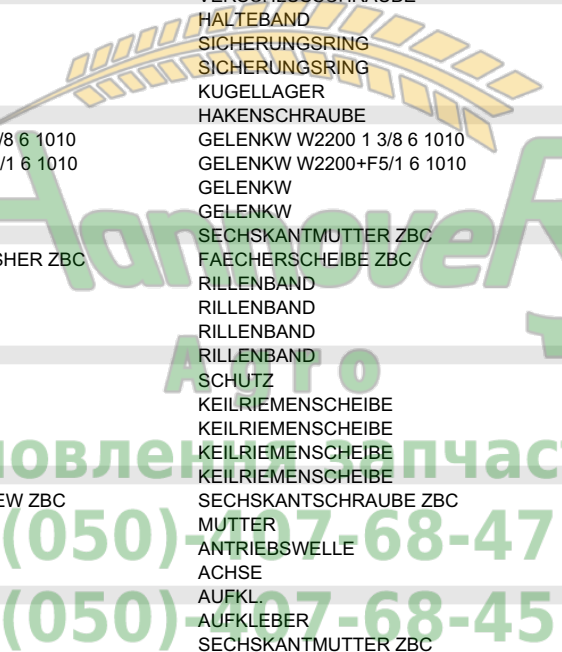 HALTEBAND
SICHERUNGSRING
SICHERUNGSRING
KUGELLAGER
HAKENSCHRAUBE
/8 6 1010 GELENKW W2200 1 3/8 6 1010
/1 6 1010 GELENKW W2200+F5/1 6 1010
GELENKW
GELENKW
SECHSKANTMUTTER ZBC
SHER ZBC FAECHERSCHEIBE ZBC
RILLENBAND
RILLENBAND
RILLENBAND
RILLENBAND
SCHUTZ
KEILRIEMENSCHEIBE
KEILRIEMENSCHEIBE
KEILRIEMENSCHEIBE
KEILRIEMENSCHEIBE
EW ZBC SECHSKANTSCHRAUBE ZBC
MUTTER
ANTRIEBSWELLE
ACHSE
AUFKL.
AUFKLEBER
SECHSKANTMUTTER ZBC
Hannover
Agro
овлення запчаст
(050)-407-68-47
(050)-407-68-45